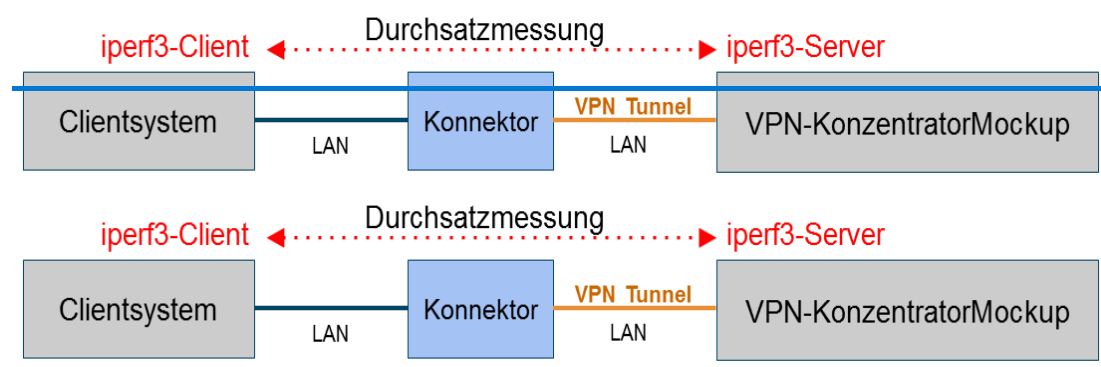 Durchsatzmessung
iperf3-Client iperf3-Server
Clientsystem Konnektor VPN Tunnel VPN-KonzentratorMockup
LAN LAN
Durchsatzmessung
iperf3-Client iperf3-Server
Clientsystem Konnektor VPN Tunnel VPN-KonzentratorMockup
LAN LAN